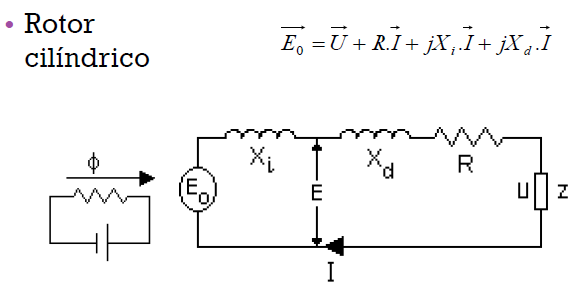 • Rotor
cilíndrico
E₀ = U + R.I + jXᵢ.I + jX_d.I
ϕ
Xᵢ
X_d
R
E₀
E
U
Z
I